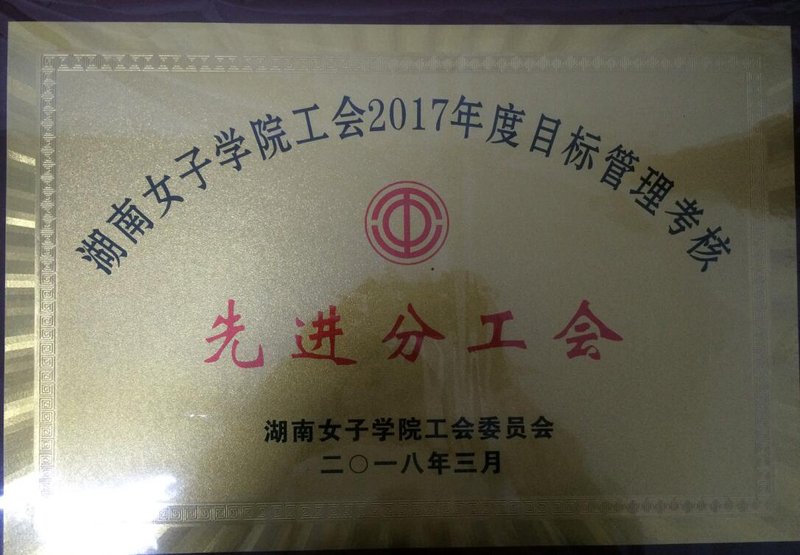 湖南女子学院工会2017年度目标管理考核
先进分工会
湖南女子学院工会委员会
二〇一八年三月